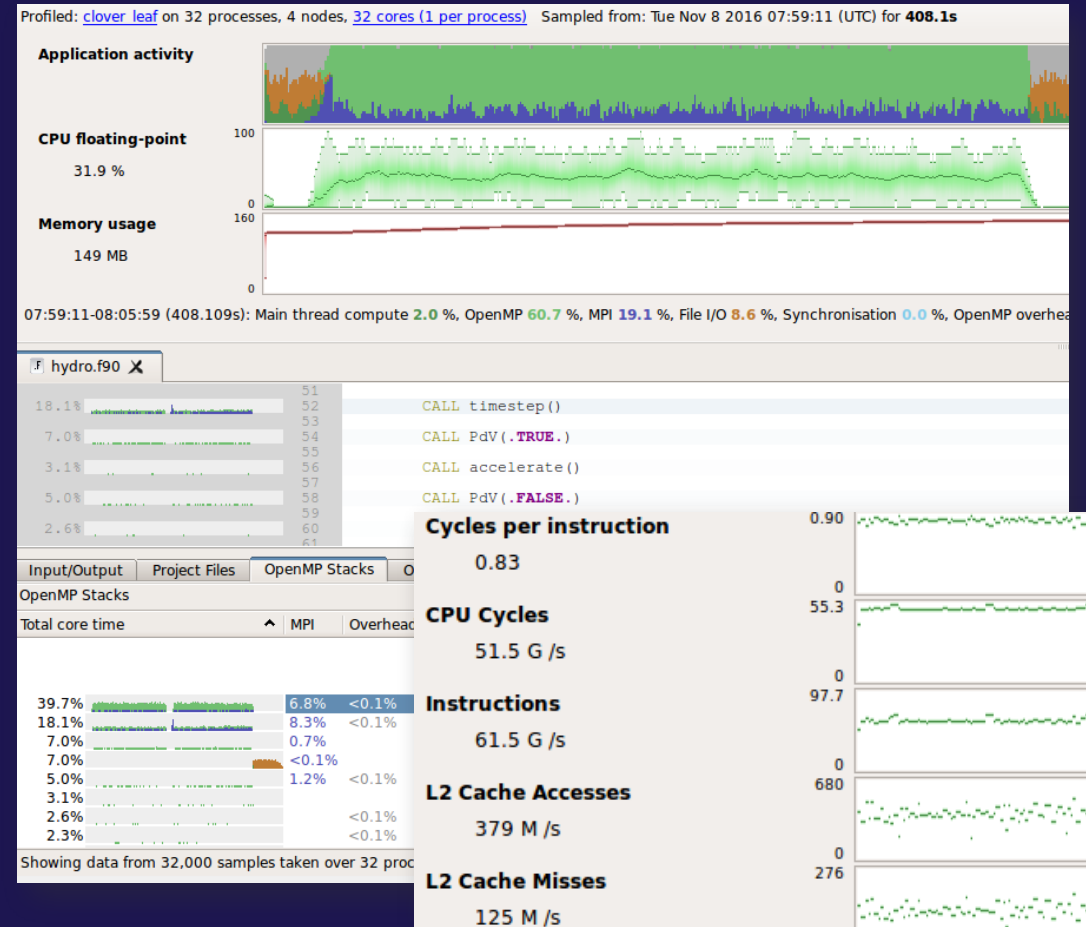 Profiled: clover_leaf on 32 processes, 4 nodes, 32 cores (1 per process) Sampled from: Tue Nov 8 2016 07:59:11 (UTC) for 408.1s
Application activity
CPU floating-point
100
31.9 %
0
Memory usage
160
149 MB
0
07:59:11-08:05:59 (408.109s): Main thread compute 2.0 %, OpenMP 60.7 %, MPI 19.1 %, File I/O 8.6 %, Synchronisation 0.0 %, OpenMP overhea
.F hydro.f90 X
51
18.1% 52 CALL timestep()
53
7.0% 54 CALL PdV(.TRUE.)
55
3.1% 56 CALL accelerate()
57
5.0% 58 CALL PdV(.FALSE.)
59
2.6% 60
61
Input/Output Project Files OpenMP Stacks O
OpenMP Stacks
Total core time MPI Overhead
39.7% 6.8% <0.1%
18.1% 8.3% <0.1%
7.0% 0.7%
7.0% <0.1%
5.0% 1.2% <0.1%
3.1%
2.6% <0.1%
2.3% <0.1%
Showing data from 32,000 samples taken over 32 proc
Cycles per instruction
0.90
0.83
0
CPU Cycles
55.3
51.5 G /s
0
Instructions
97.7
61.5 G /s
0
L2 Cache Accesses
680
379 M /s
0
L2 Cache Misses
276
125 M /s